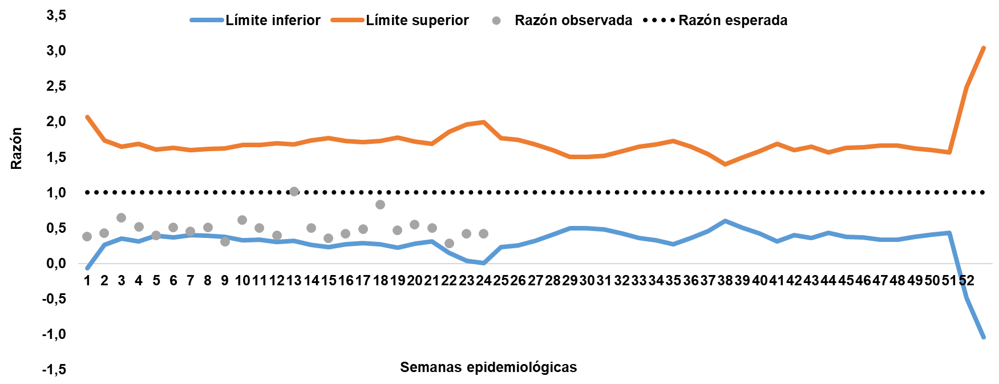 Límite inferior Límite superior Razón observada Razón esperada
3,5
3,0
2,5
2,0
1,5
1,0
0,5
0,0
-0,5
-1,0
-1,5
Razón
1 2 3 4 5 6 7 8 9 10 11 12 13 14 15 16 17 18 19 20 21 22 23 24 25 26 27 28 29 30 31 32 33 34 35 36 37 38 39 40 41 42 43 44 45 46 47 48 49 50 51 52
Semanas epidemiológicas